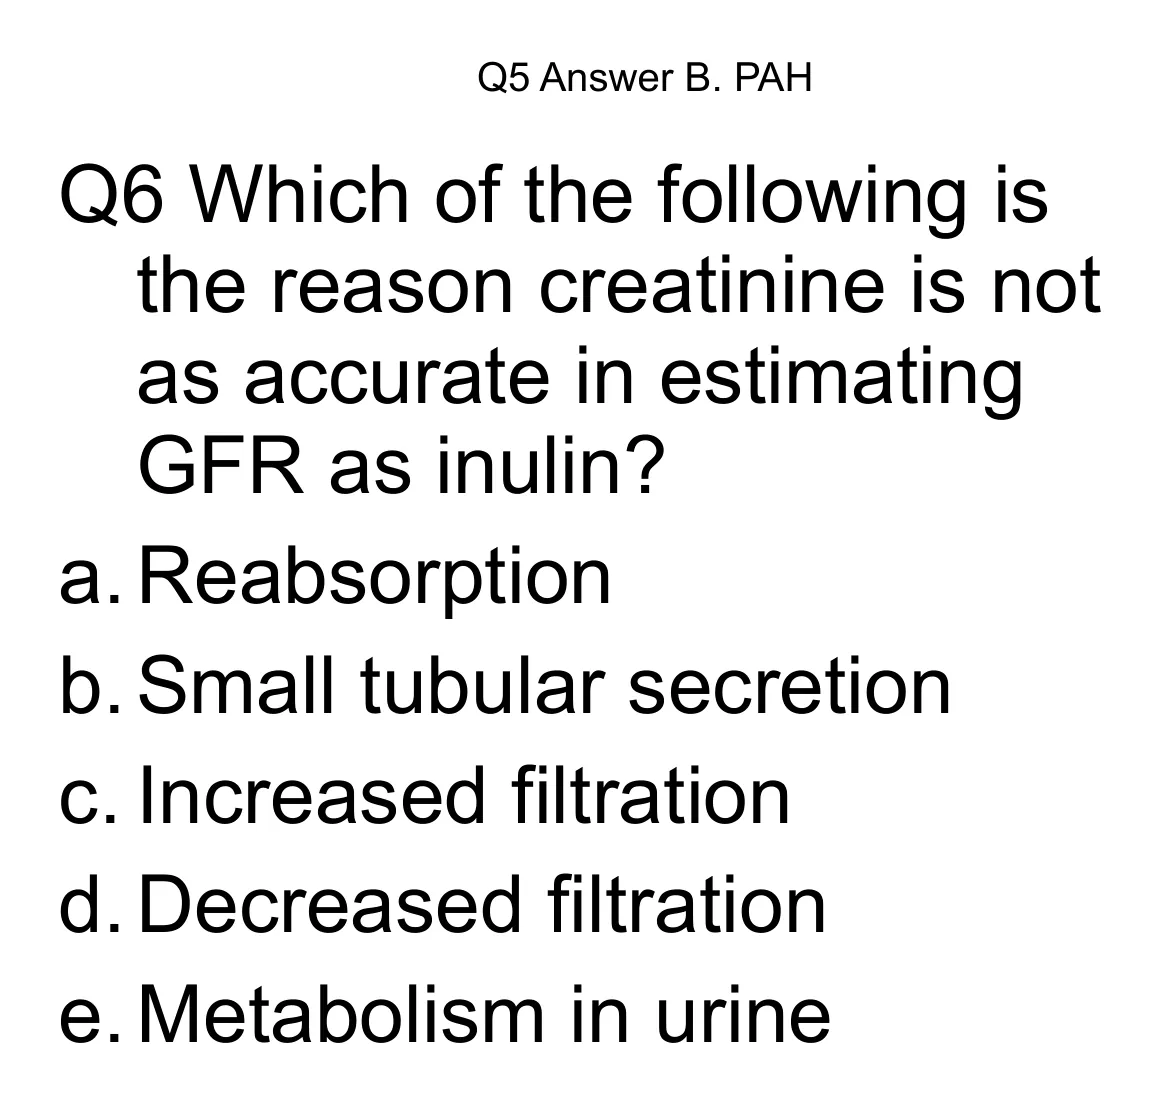 Q5 Answer B. PAH
Q6 Which of the following is
the reason creatinine is not
as accurate in estimating
GFR as inulin?
a. Reabsorption
b. Small tubular secretion
c. Increased filtration
d. Decreased filtration
e. Metabolism in urine